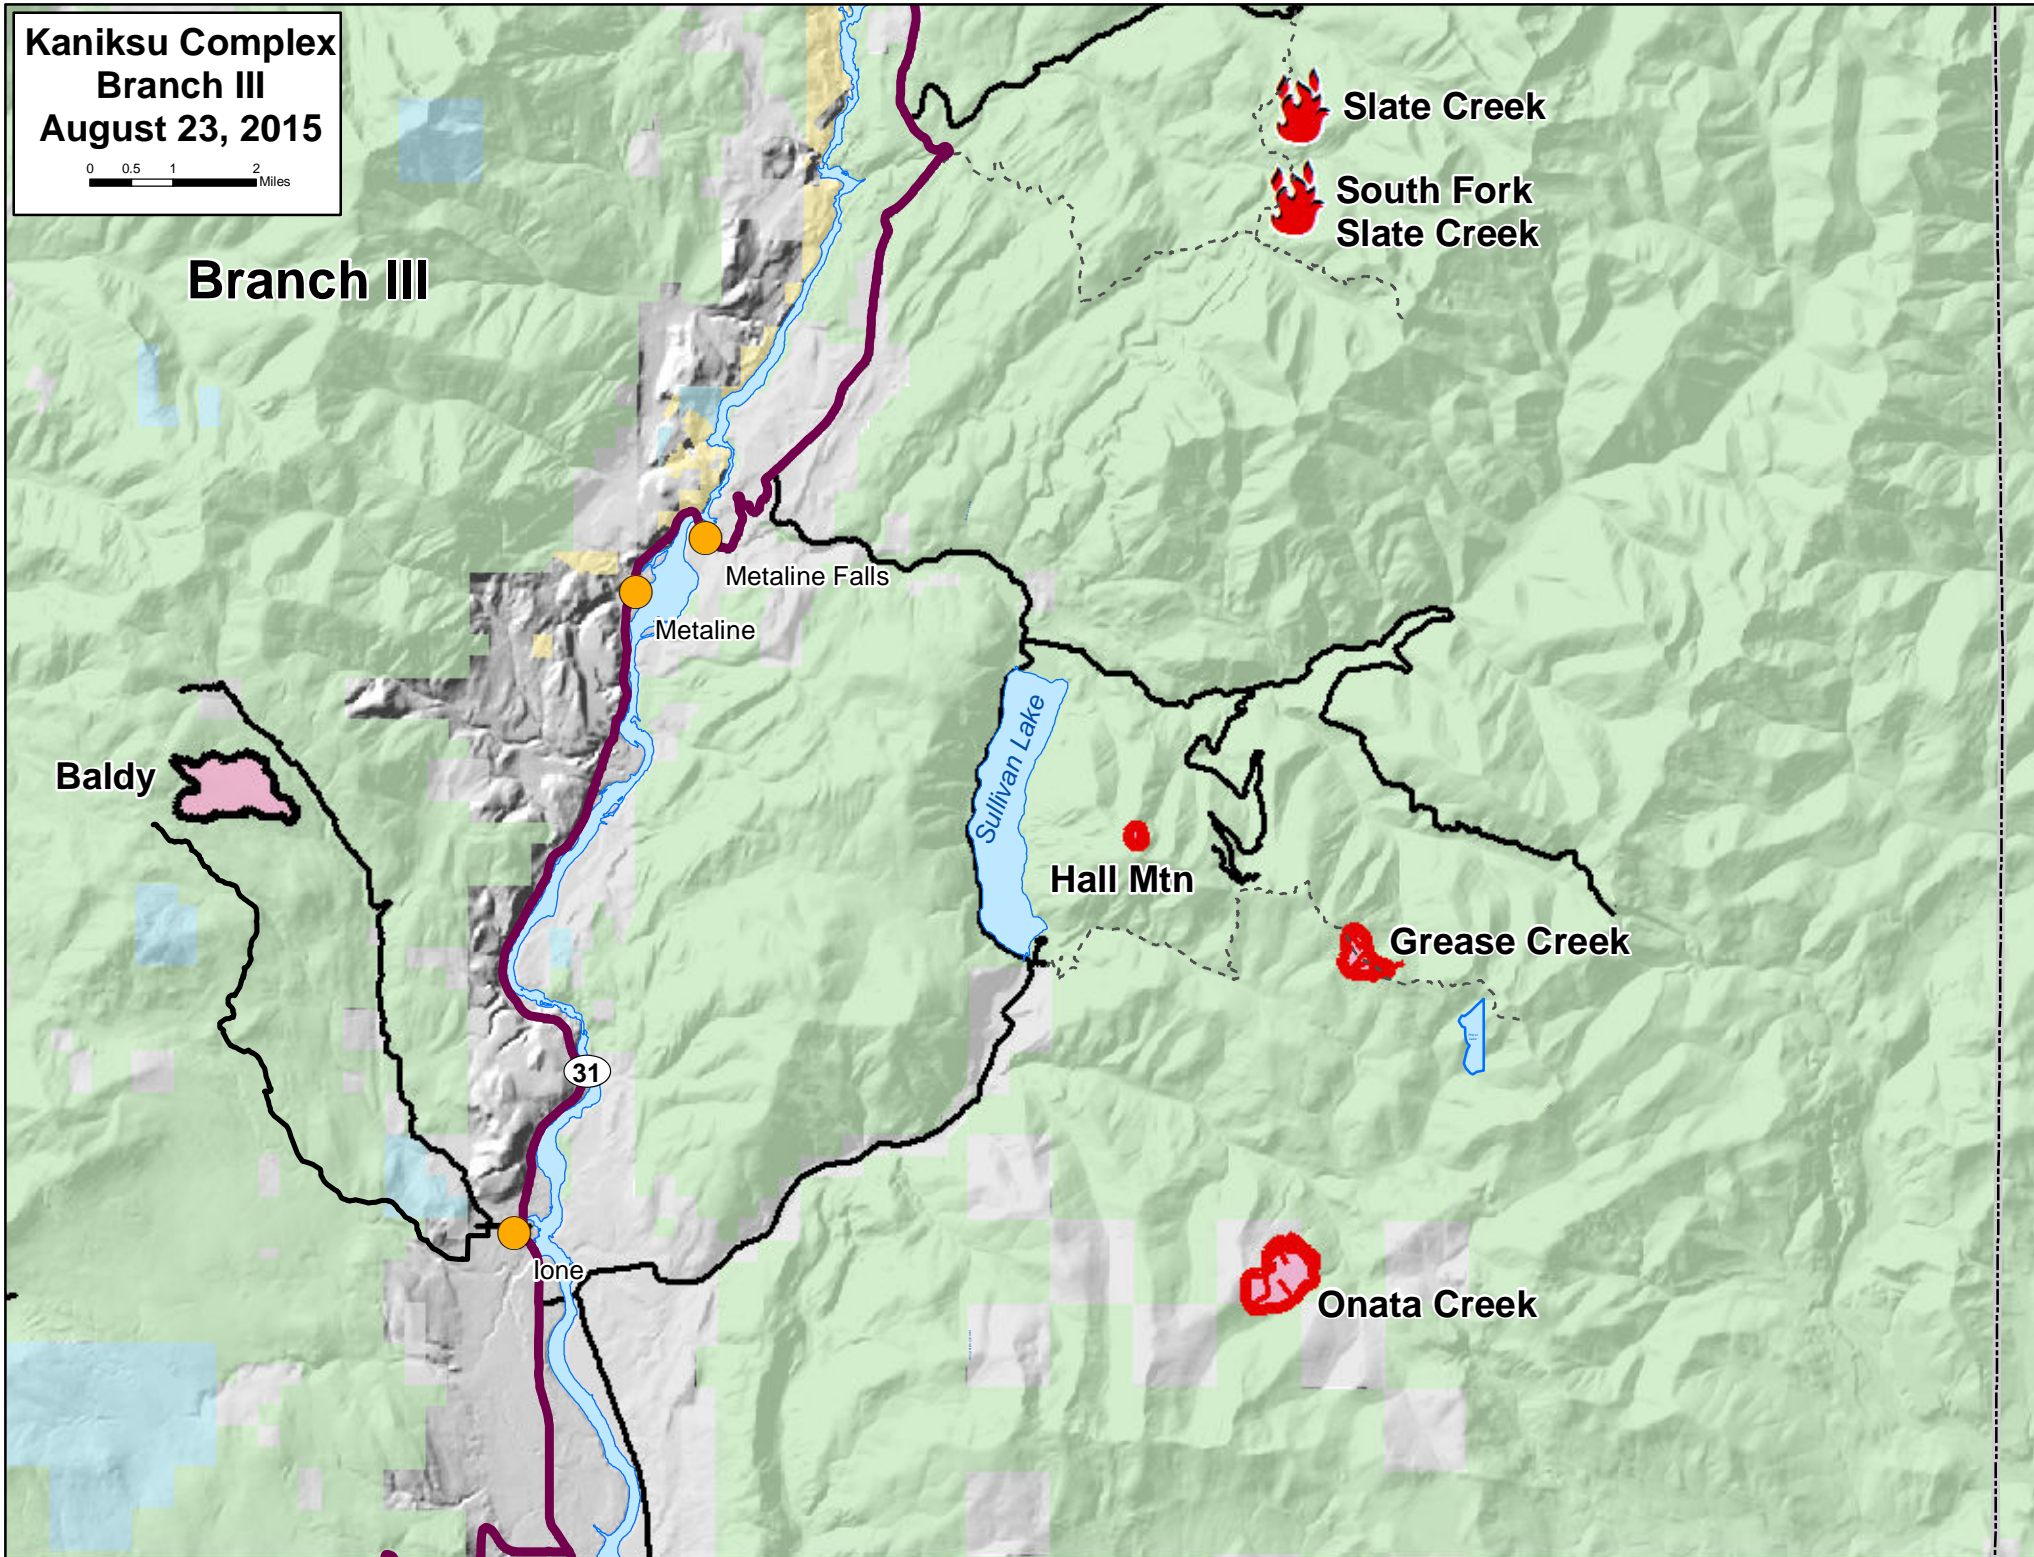 Kaniksu Complex
Branch III
August 23, 2015
0 0.5 1 2
Miles
Slate Creek
South Fork
Slate Creek
Branch III
Metaline Falls
Metaline
Sullivan Lake
Baldy
Hall Mtn
Grease Creek
31
Ione
Onata Creek